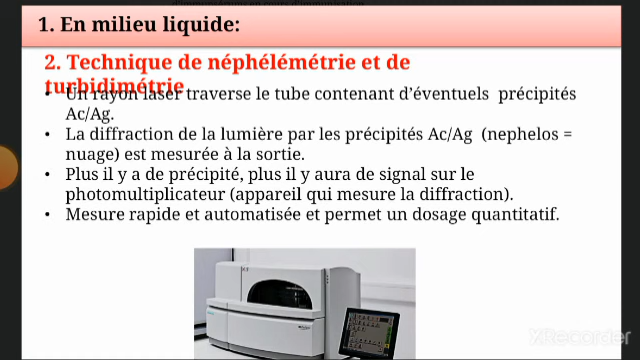 1. En milieu liquide:
2. Technique de néphélémétrie et de
turbidimétrie
• Un rayon laser traverse le tube contenant d’éventuels précipités
Ac/Ag.
• La diffraction de la lumière par les précipités Ac/Ag (nephelos =
nuage) est mesurée à la sortie.
• Plus il y a de précipité, plus il y aura de signal sur le
photomultiplicateur (appareil qui mesure la diffraction).
• Mesure rapide et automatisée et permet un dosage quantitatif.
XRecorder